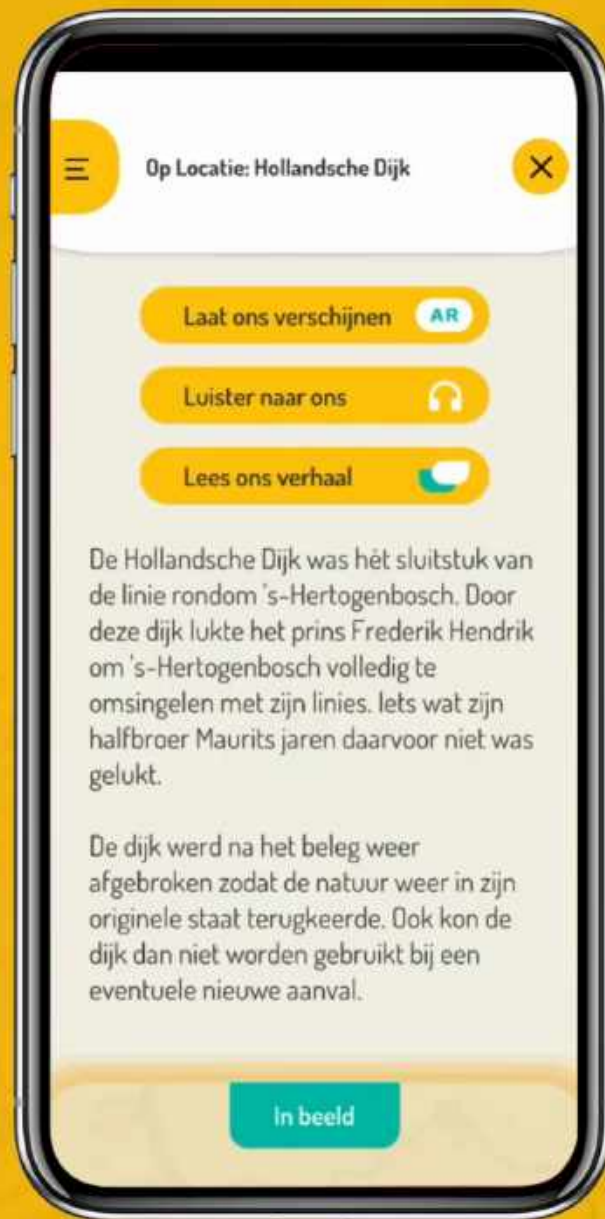 Op Locatie: Hollandsche Dijk
Laat ons verschijnen AR
Luister naar ons
Lees ons verhaal
De Hollandsche Dijk was hét sluitstuk van
de linie rondom 's-Hertogenbosch. Door
deze dijk lukte het prins Frederik Hendrik
om 's-Hertogenbosch volledig te
omsingelen met zijn linies. Iets wat zijn
halfbroer Maurits jaren daarvoor niet was
gelukt.
De dijk werd na het beleg weer
afgebroken zodat de natuur weer in zijn
originele staat terugkeerde. Ook kon de
dijk dan niet worden gebruikt bij een
eventuele nieuwe aanval.
In beeld